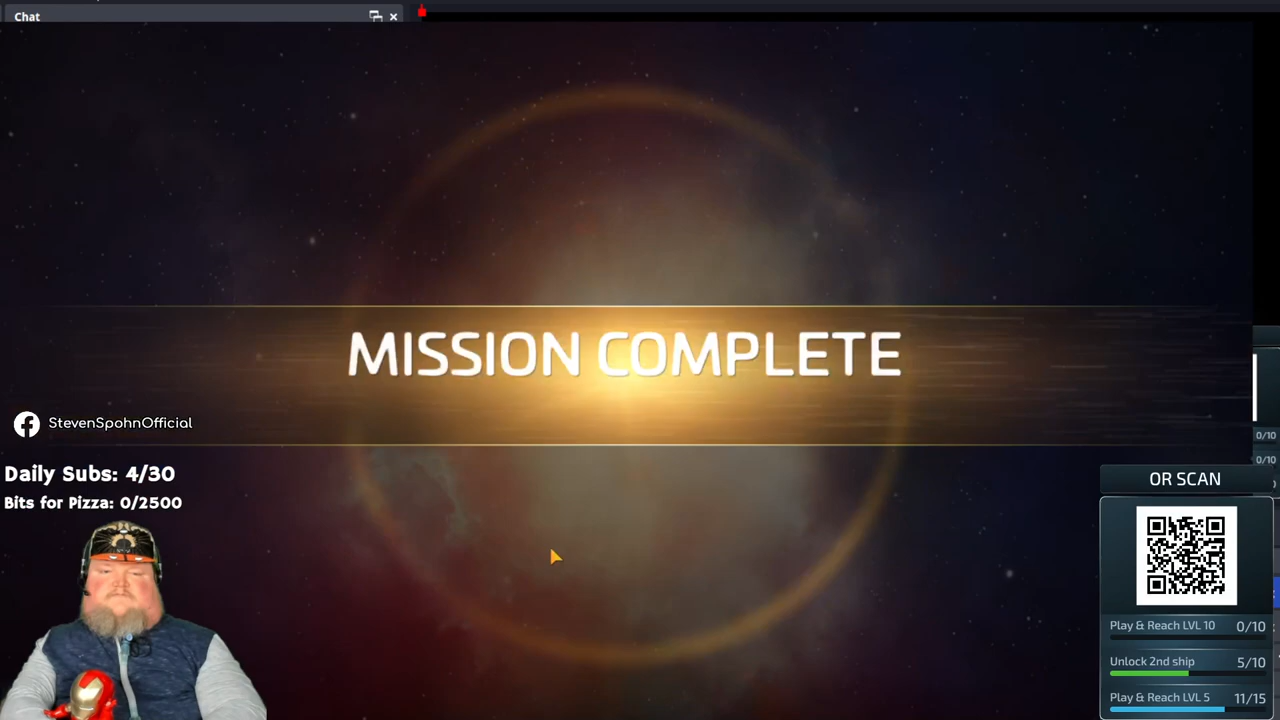 Chat
MISSION COMPLETE
StevenSpohnOfficial
Daily Subs: 4/30
Bits for Pizza: 0/2500
0/10
0/10
OR SCAN
Play & Reach LVL 10 0/10
Unlock 2nd ship 5/10
Play & Reach LVL 5 11/15